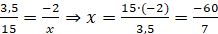 3,5/15 = −2/x ⇒ x = 15·(−2)/3,5 = −60/7